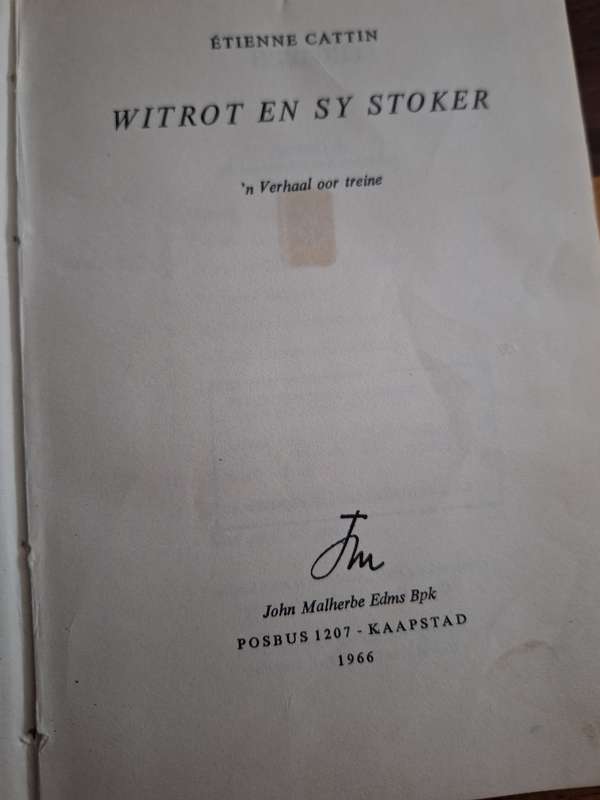 ÉTIENNE CATTIN
WITROT EN SY STOKER
'n Verhaal oor treine
Jm
John Malherbe Edms Bpk
POSBUS 1207 - KAAPSTAD
1966